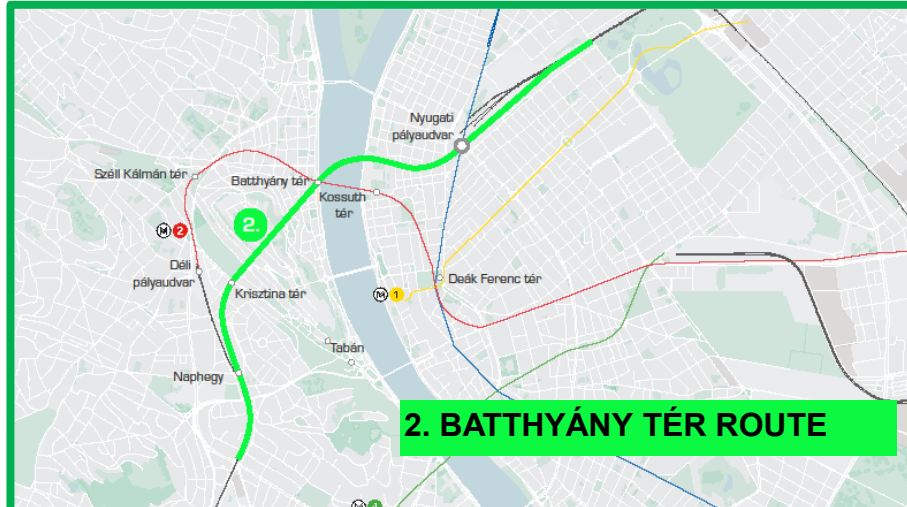 Nyugati
pályaudvar
Széll Kálmán tér
Batthyány tér
Kossuth
tér
2.
M 2
Déli
pályaudvar
Krisztina tér
M 1
Deák Ferenc tér
Tabán
Naphegy
2. BATTHYÁNY TÉR ROUTE
M 4